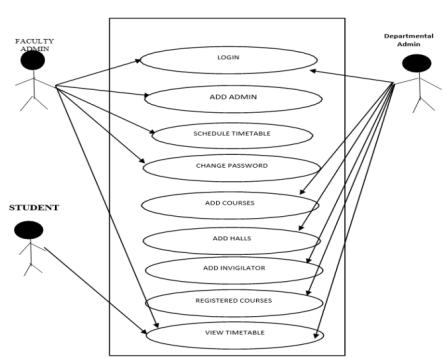 FACULTY
ADMIN
Departmental
Admin
LOGIN
ADD ADMIN
SCHEDULE TIMETABLE
CHANGE PASSWORD
ADD COURSES
STUDENT
ADD HALLS
ADD INVIGILATOR
REGISTERED COURSES
VIEW TIMETABLE